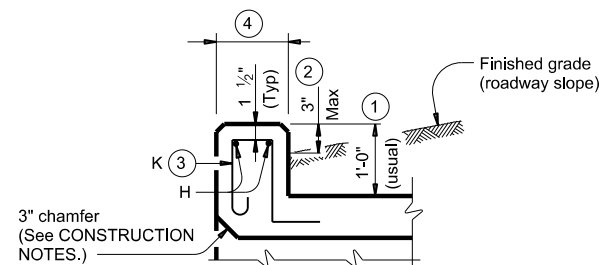 4
2
1 1/2"
(Typ)
3"
Max
1
Finished grade
(roadway slope)
1'-0"
(usual)
K 3
H
3" chamfer
(See CONSTRUCTION
NOTES.)